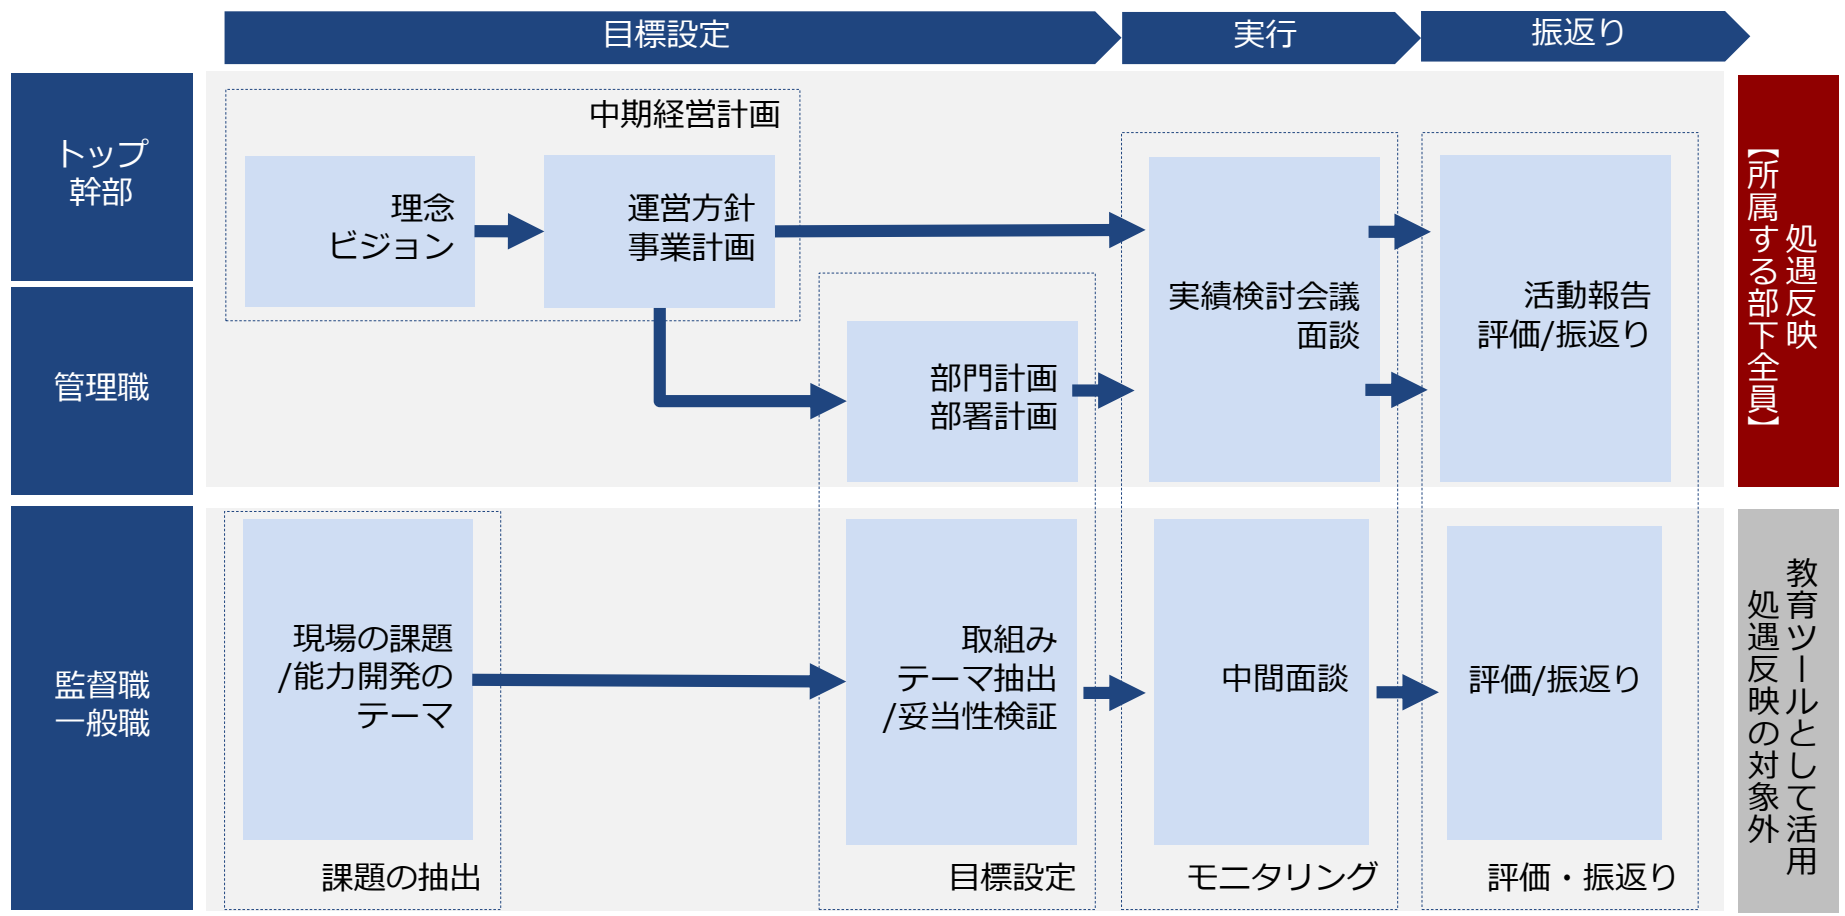 目標設定
実行
振返り
トップ
幹部
中期経営計画
理念
ビジョン
運営方針
事業計画
実績検討会議
面談
活動報告
評価/振返り
処遇反映
【所属する部下全員】
管理職
部門計画
部署計画
監督職
一般職
現場の課題
/能力開発の
テーマ
取組み
テーマ抽出
/妥当性検証
中間面談
評価/振返り
教育ツールとして活用
処遇反映の対象外
課題の抽出
目標設定
モニタリング
評価・振返り